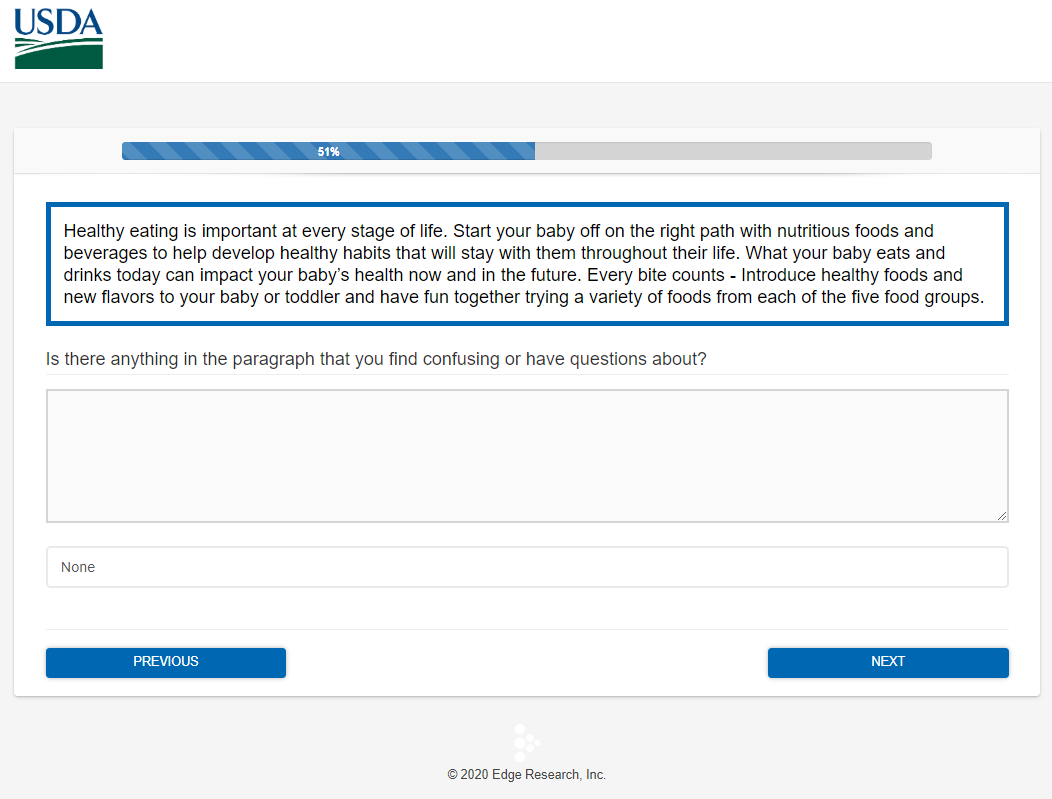 USDA
51%
Healthy eating is important at every stage of life. Start your baby off on the right path with nutritious foods and
beverages to help develop healthy habits that will stay with them throughout their life. What your baby eats and
drinks today can impact your baby’s health now and in the future. Every bite counts - Introduce healthy foods and
new flavors to your baby or toddler and have fun together trying a variety of foods from each of the five food groups.
Is there anything in the paragraph that you find confusing or have questions about?
None
PREVIOUS
NEXT
© 2020 Edge Research, Inc.